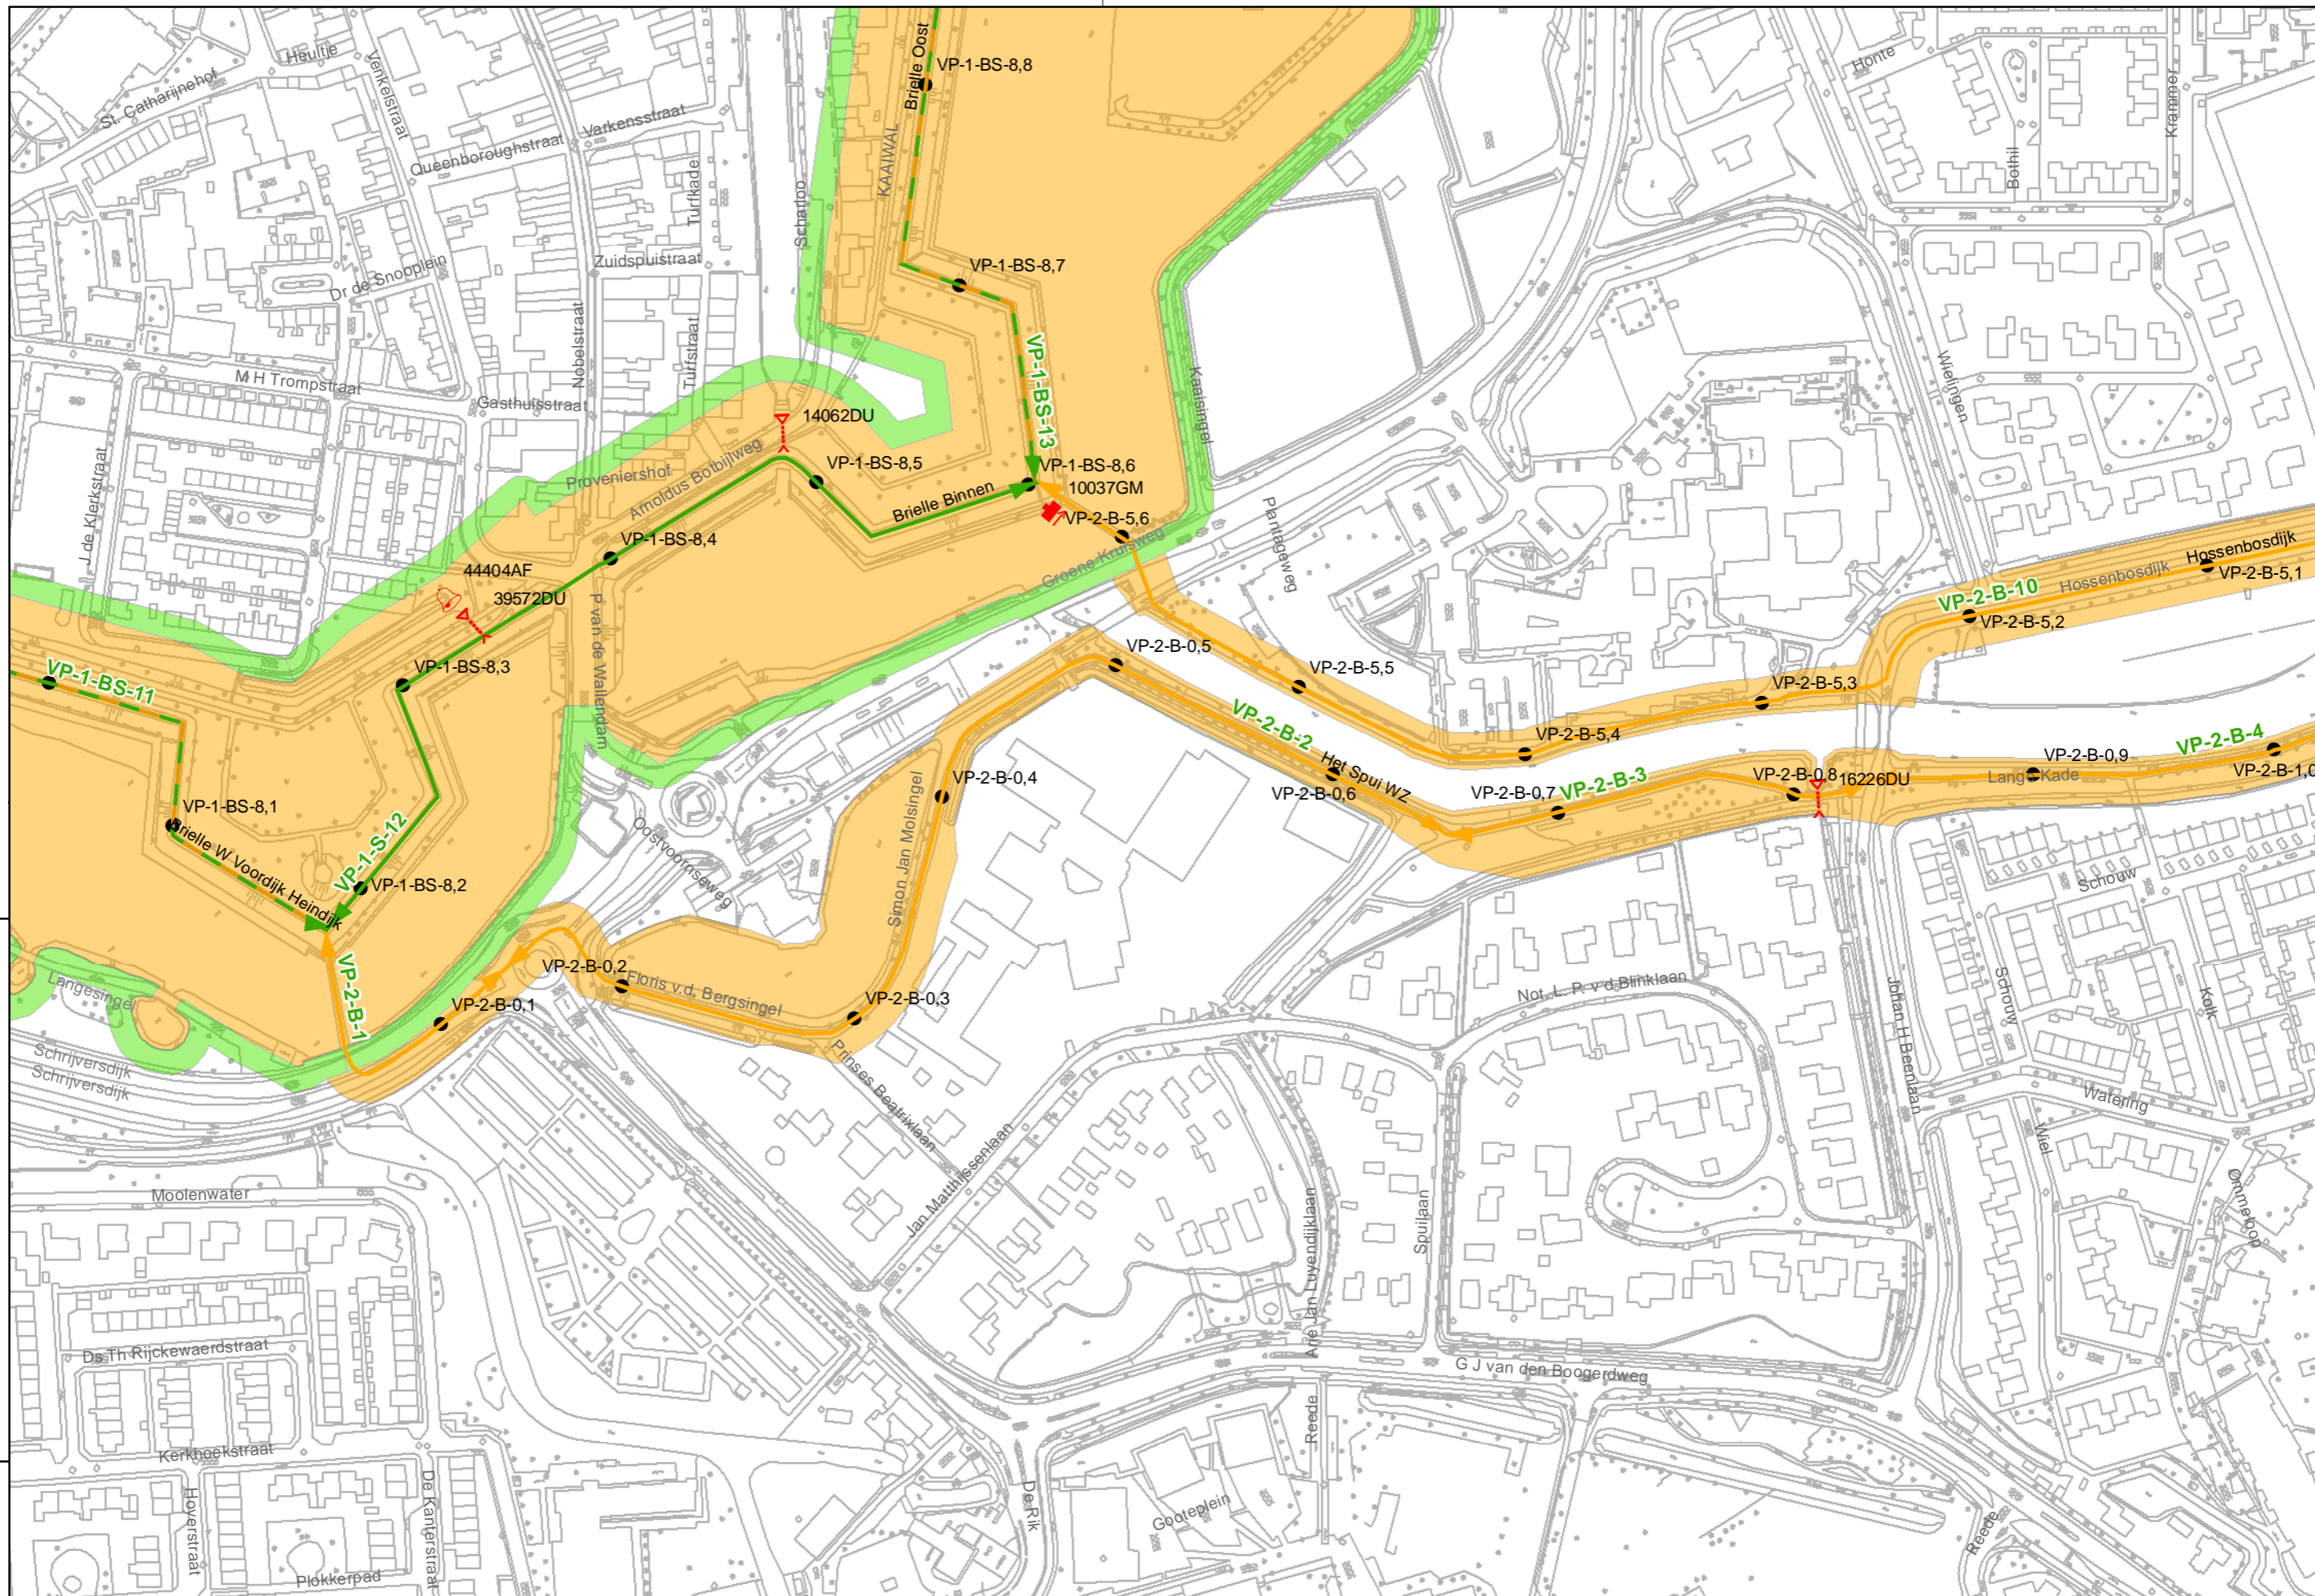 Heultje
Venkelstraat
St. Catharijnehof
Queenboroughstraat
Varkensstraat
Turfkade
Scharloo
KAAIWAL
Brielle Oost
VP-1-BS-8,8
Honte
Krammer
Bothil
Dr de Snooplein
Zuidspuistraat
Nobelstraat
Turfstraat
VP-1-BS-8,7
M H Trompstraat
Gasthuisstraat
VP-1-BS-13
Kaaisingel
Wielingen
J de Klerkstraat
Proveniershof
Arnoldus Botbijlweg
14062DU
VP-1-BS-8,5
Brielle Binnen
VP-1-BS-8,6
10037GM
VP-2-B-5,6
Groene Kruisweg
Plantageweg
VP-1-BS-8,4
44404AF
39572DU
P van de Wallendam
VP-1-BS-8,3
VP-1-BS-11
Hossenbosdijk
Hossenbosdijk
VP-2-B-5,1
VP-2-B-10
VP-2-B-5,2
VP-2-B-0,5
VP-2-B-5,5
VP-2-B-5,3
VP-2-B-5,4
VP-2-B-2
Het Spui WZ
VP-2-B-0,6
VP-2-B-0,7
VP-2-B-3
VP-2-B-0,8
16226DU
Lange Kade
VP-2-B-0,9
VP-2-B-4
VP-2-B-1,0
VP-1-BS-8,1
Brielle W Voordijk Heindijk
VP-1-S-12
VP-1-BS-8,2
Oostvoornseweg
Simon Jan Molsingel
VP-2-B-0,4
Langesingel
VP-2-B-1
VP-2-B-0,1
VP-2-B-0,2
Floris v.d. Bergsingel
VP-2-B-0,3
Schrijversdijk
Schrijversdijk
Prinses Beatrixlaan
Jan Matthijssenlaan
Not. L. P. v d Blinklaan
Johan H Beenlaan
Schouw
Schouw
Kolk
Watering
Wiel
Ommeloop
Moolenwater
Arie Jan Luyendijklaan
Spuilaan
Ds Th Rijckewaerdstraat
G J van den Boogerdweg
Reede
Kerkhoekstraat
Hoyerstraat
De Kanterstraat
Plokkerpad
De Rik
Gooteplein
Reede